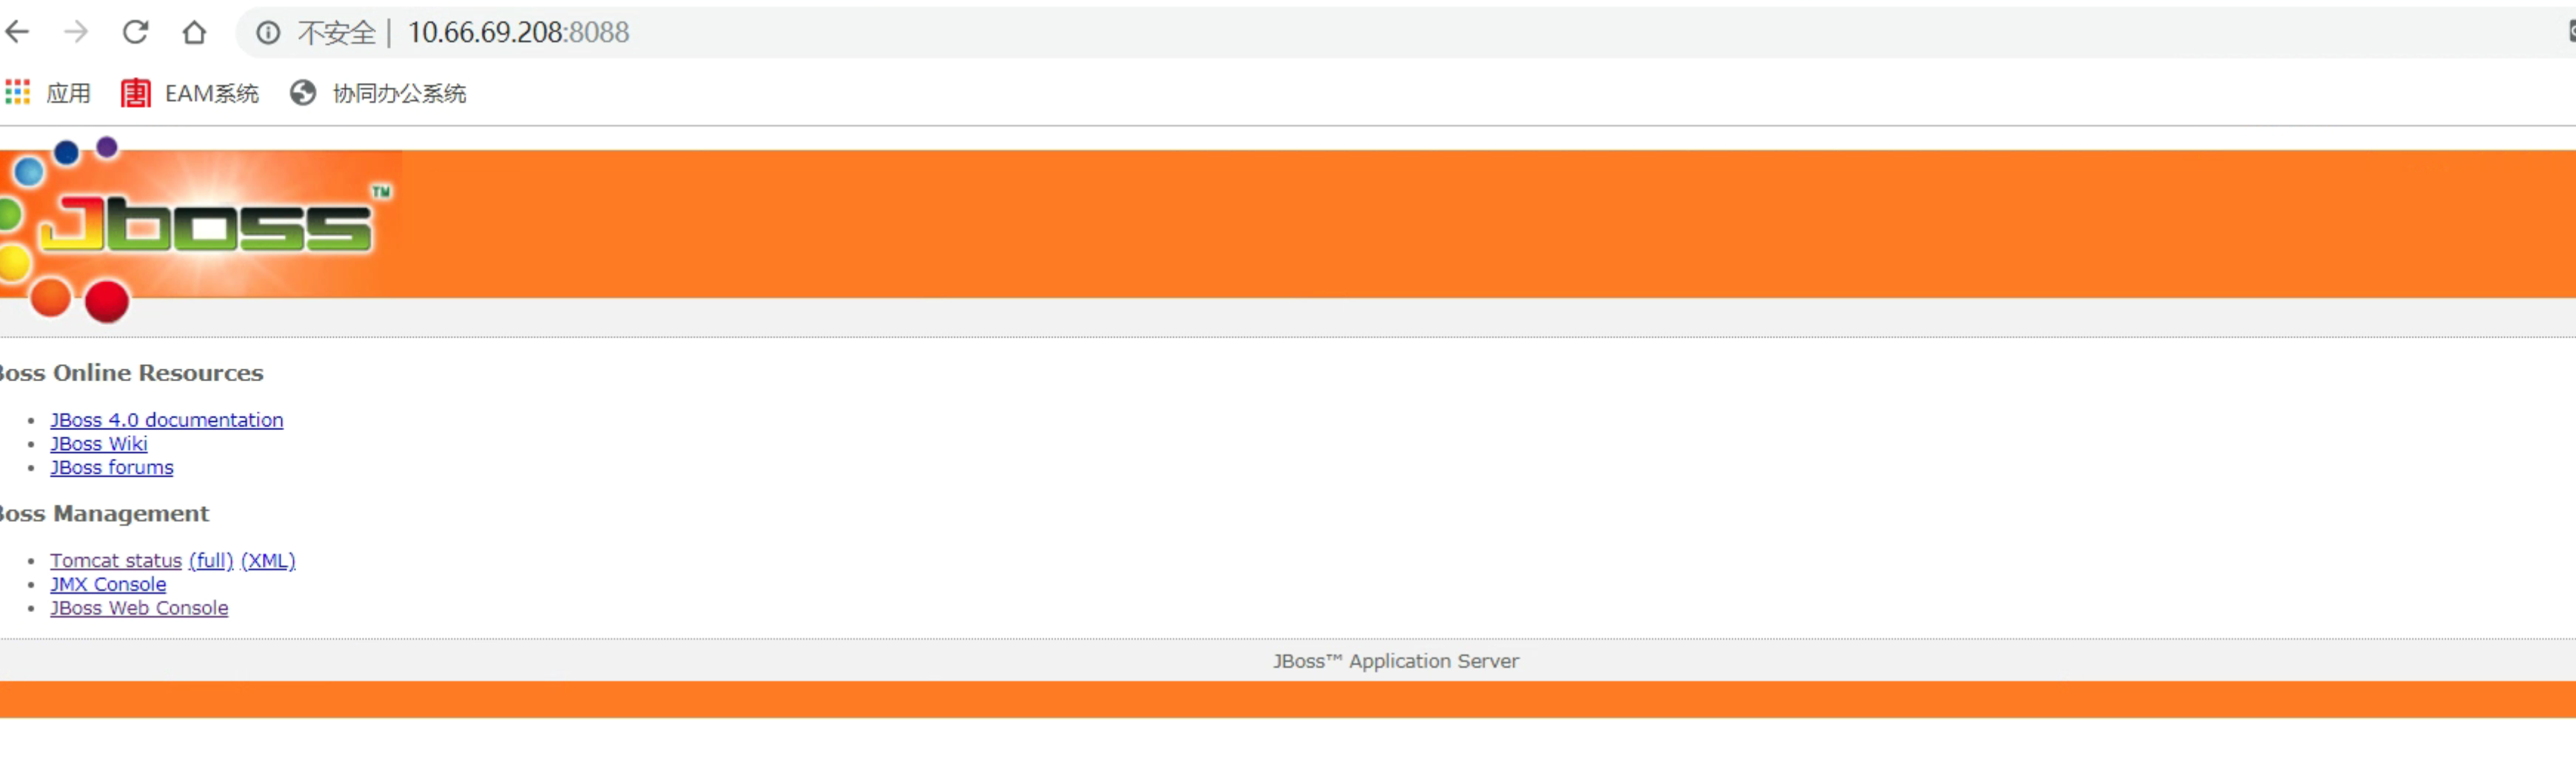 不安全 | 10.66.69.208:8088
应用 EAM系统 协同办公系统
Jboss™
Boss Online Resources
JBoss 4.0 documentation
JBoss Wiki
JBoss forums
Boss Management
Tomcat status (full) (XML)
JMX Console
JBoss Web Console
JBoss™ Application Server